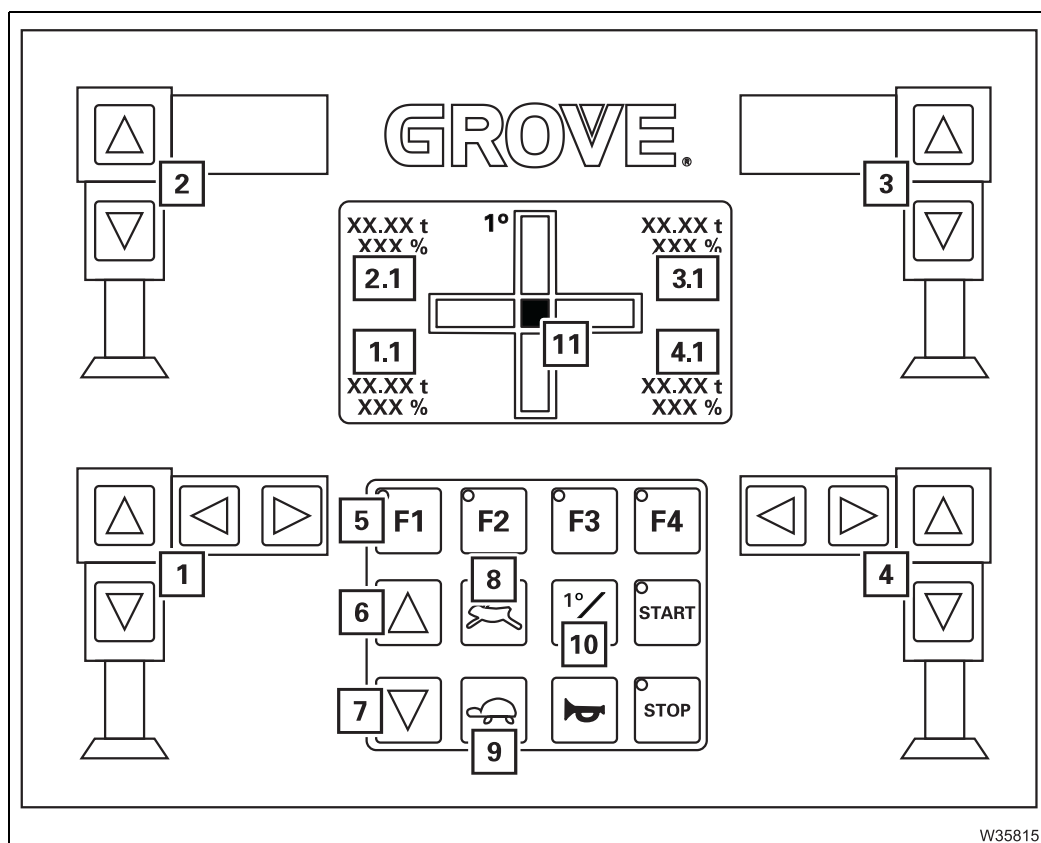 GROVE®
2
3
XX.XX t
XXX %
2.1
1°
XX.XX t
XXX %
3.1
11
1.1
XX.XX t
XXX %
4.1
XX.XX t
XXX %
1
4
5
F1
F2
F3
F4
6
8
1°/
10
START
7
9
STOP
W35815